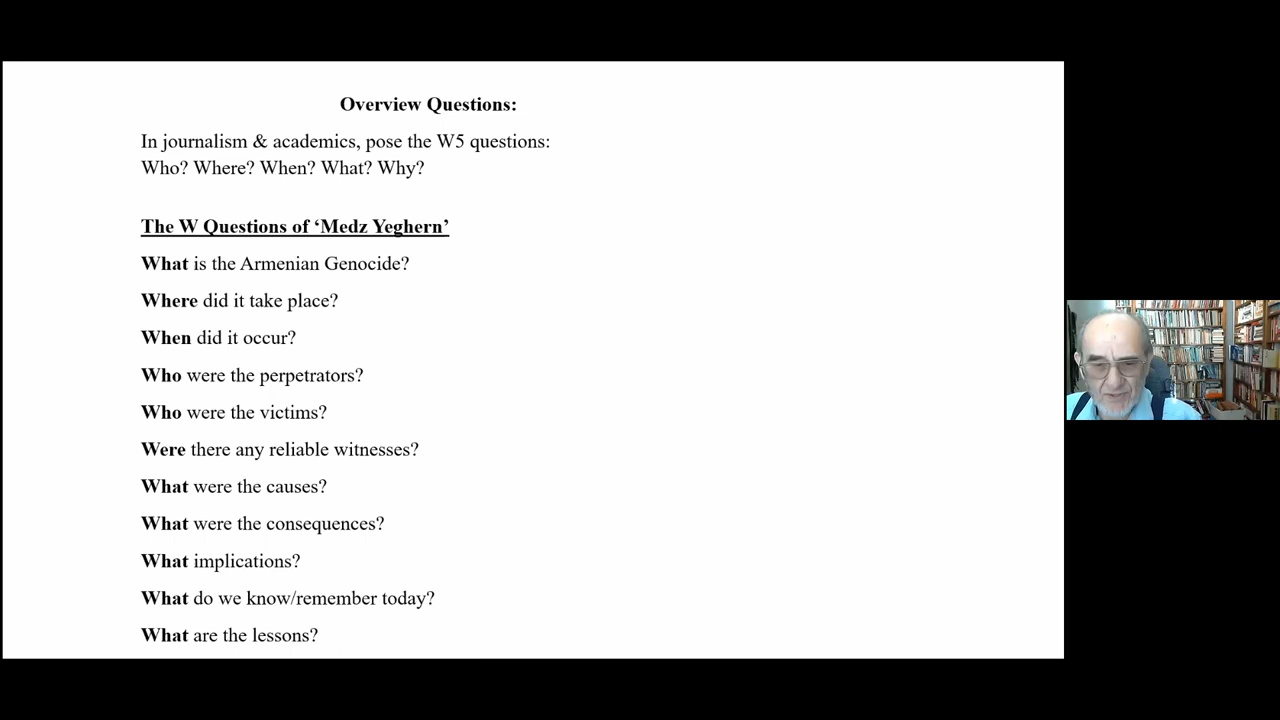 Overview Questions:
In journalism & academics, pose the W5 questions:
Who? Where? When? What? Why?
The W Questions of ‘Medz Yeghern’
What is the Armenian Genocide?
Where did it take place?
When did it occur?
Who were the perpetrators?
Who were the victims?
Were there any reliable witnesses?
What were the causes?
What were the consequences?
What implications?
What do we know/remember today?
What are the lessons?